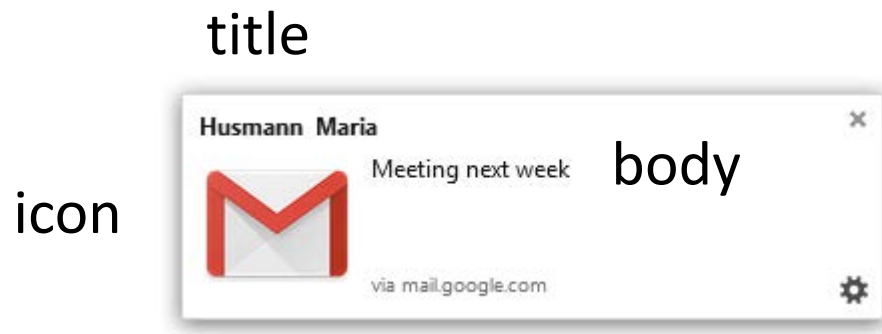 title
Husmann Maria
Meeting next week
body
icon
via mail.google.com